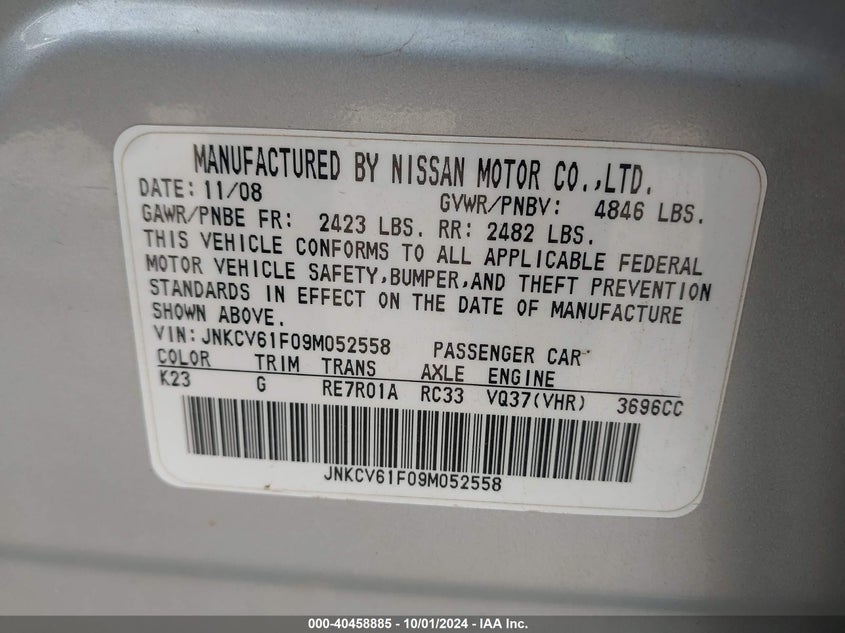 MANUFACTURED BY NISSAN MOTOR CO.,LTD.
DATE: 11/08 GVWR/PNBV: 4846 LBS.
GAWR/PNBE FR: 2423 LBS. RR: 2482 LBS.
THIS VEHICLE CONFORMS TO ALL APPLICABLE FEDERAL
MOTOR VEHICLE SAFETY,BUMPER,AND THEFT PREVENTION
STANDARDS IN EFFECT ON THE DATE OF MANUFACTURE
SHOWN ABOVE.
VIN: JNKCV61F09M052558 PASSENGER CAR
COLOR TRIM TRANS AXLE ENGINE
K23 G RE7R01A RC33 VQ37(VHR) 3696CC
JNKCV61F09M052558
000-40458885 - 10/01/2024 - IAA Inc.